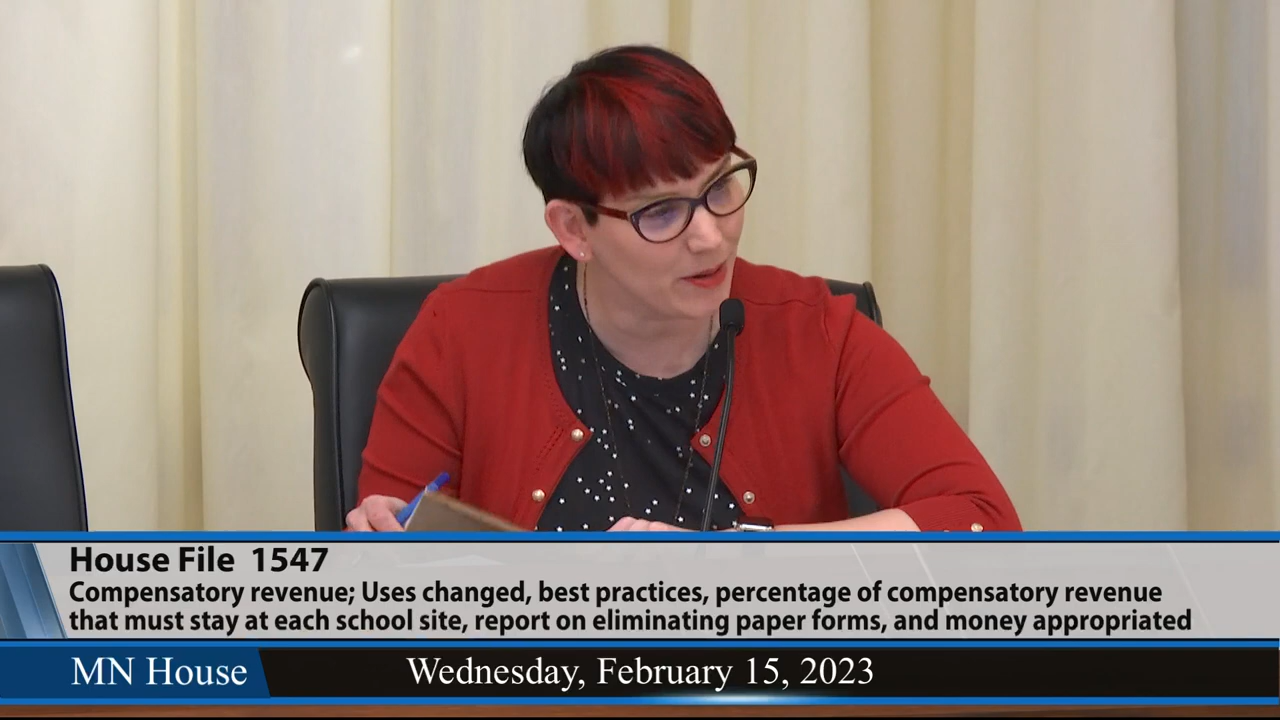 House File 1547
Compensatory revenue; Uses changed, best practices, percentage of compensatory revenue
that must stay at each school site, report on eliminating paper forms, and money appropriated
MN House
Wednesday, February 15, 2023